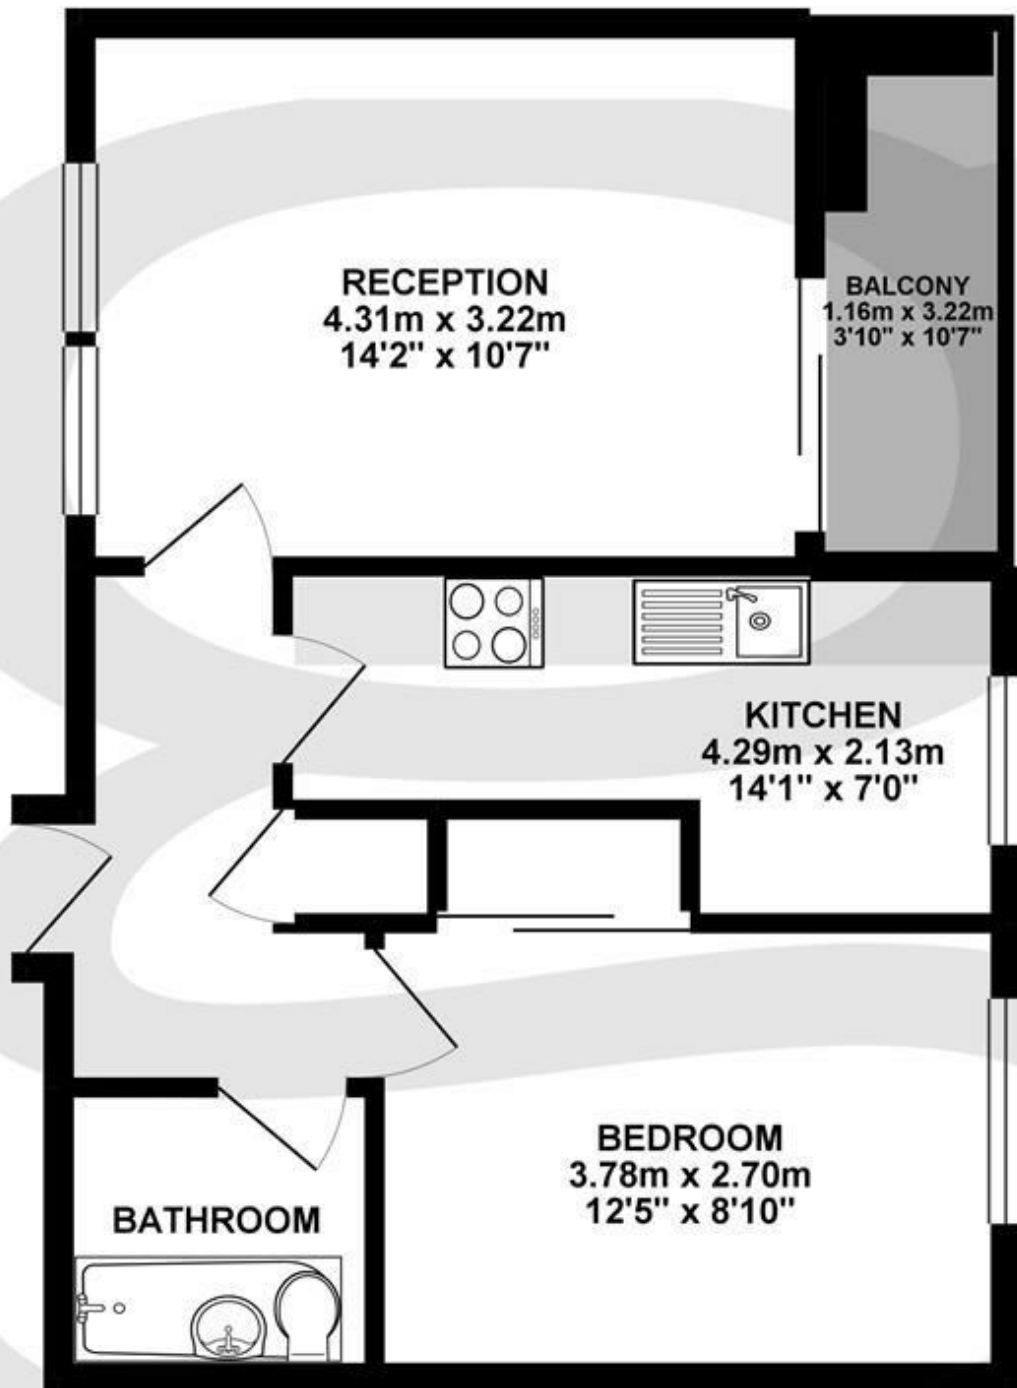 RECEPTION
4.31m x 3.22m
14'2" x 10'7"
BALCONY
1.16m x 3.22m
3'10" x 10'7"
KITCHEN
4.29m x 2.13m
14'1" x 7'0"
BEDROOM
3.78m x 2.70m
12'5" x 8'10"
BATHROOM